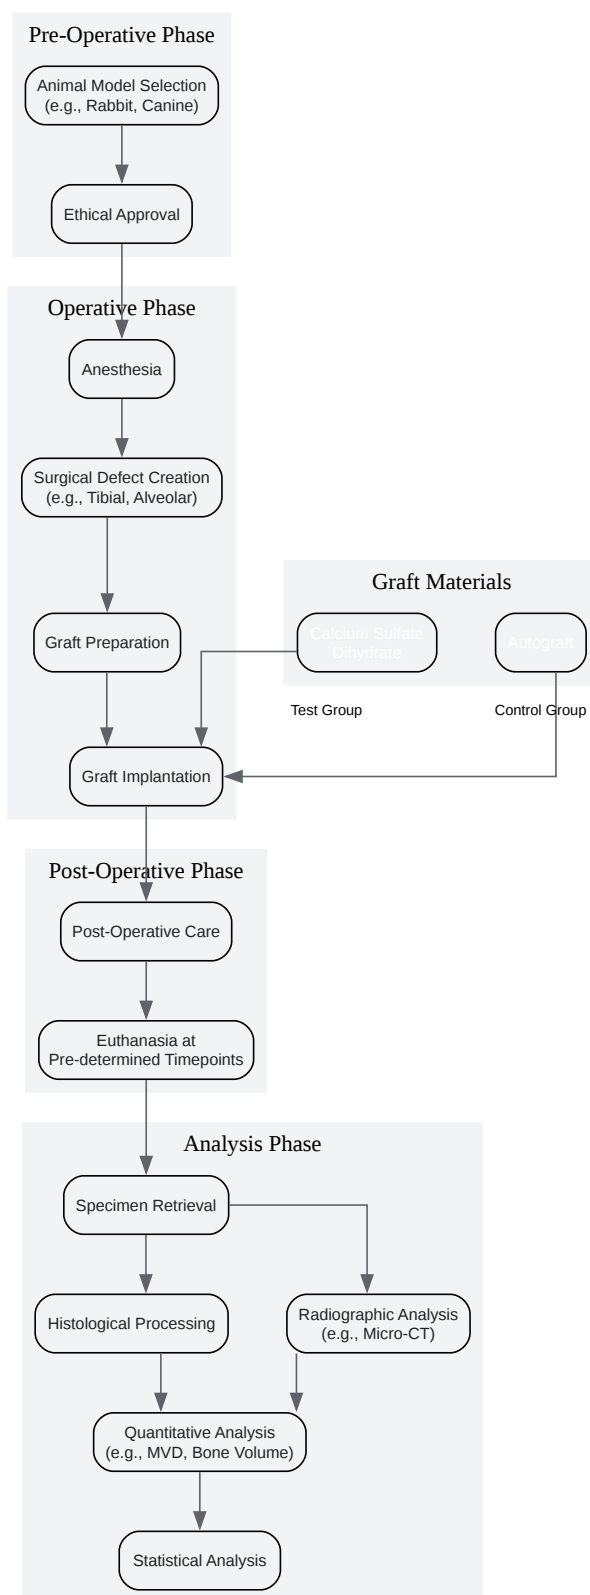 Pre-Operative Phase
Animal Model Selection
(e.g., Rabbit, Canine)
Ethical Approval
Operative Phase
Anesthesia
Surgical Defect Creation
(e.g., Tibial, Alveolar)
Graft Materials
Graft Preparation
Calcium Sulfate
Dihydrate
Autograft
Test Group
Control Group
Graft Implantation
Post-Operative Phase
Post-Operative Care
Euthanasia at
Pre-determined Timepoints
Analysis Phase
Specimen Retrieval
Histological Processing
Radiographic Analysis
(e.g., Micro-CT)
Quantitative Analysis
(e.g., MVD, Bone Volume)
Statistical Analysis